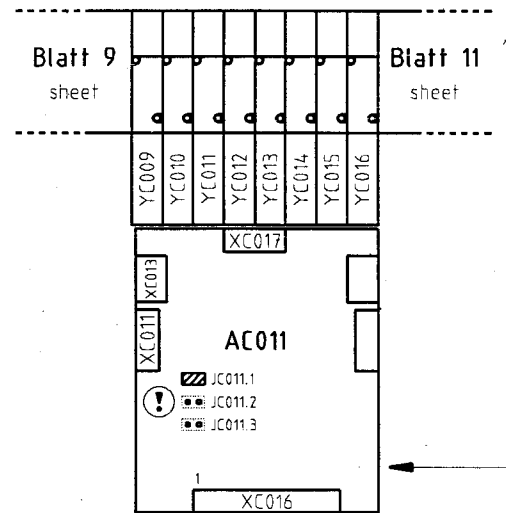 Blatt 9
sheet
Blatt 11
sheet
YC009
YC010
YC011
YC012
YC013
YC014
YC015
YC016
XC017
XC013
XC011
AC011
JC011.1
!
JC011.2
JC011.3
1
XC016